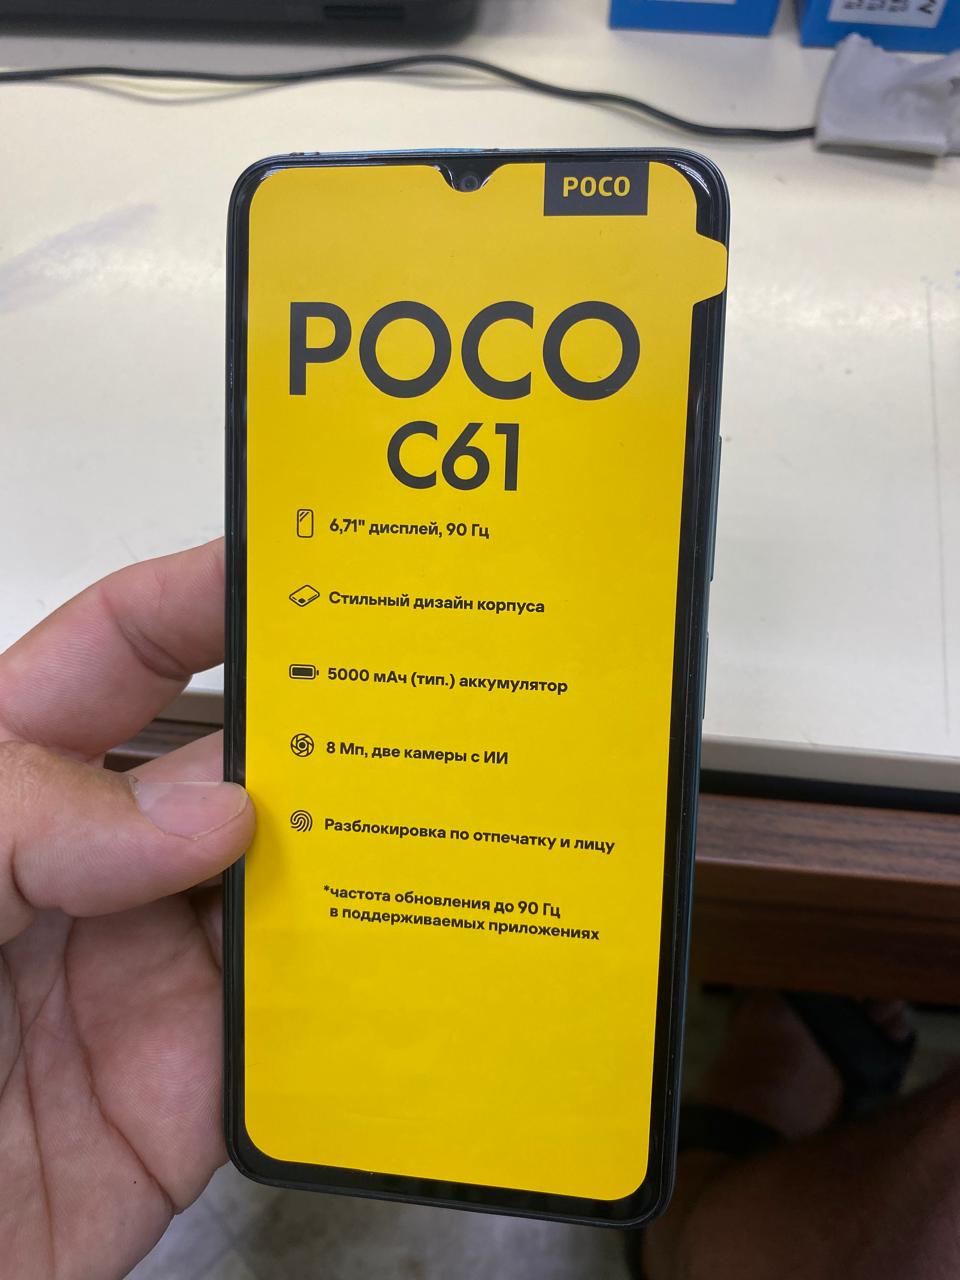 POCO
POCO
C61
6,71" дисплей, 90 Гц
Стильный дизайн корпуса
5000 мАч (тип.) аккумулятор
8 Мп, две камеры с ИИ
Разблокировка по отпечатку и лицу
*частота обновления до 90 Гц
в поддерживаемых приложениях